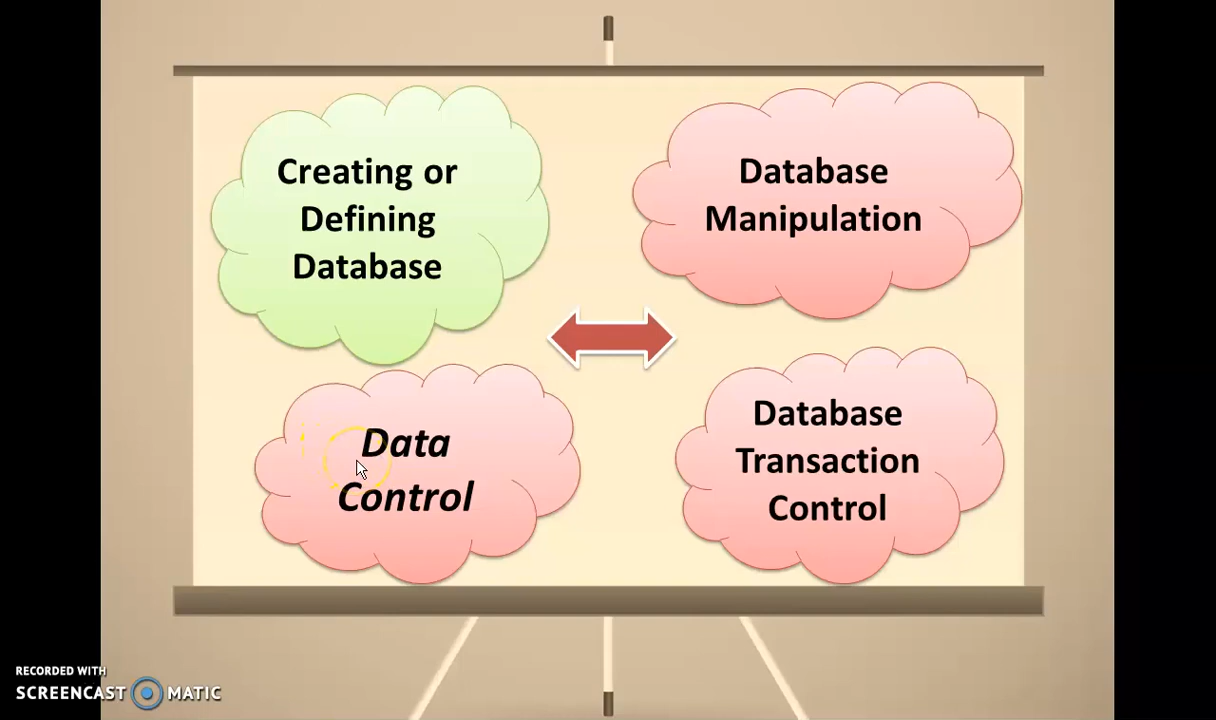 Creating or
Defining
Database
Database
Manipulation
Data
Control
Database
Transaction
Control
RECORDED WITH
SCREENCAST MATIC